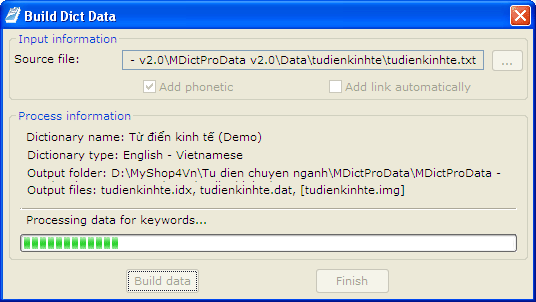 Build Dict Data
Input information
Source file: - v2.0\MDictProData v2.0\Data\tudienkinhte\tudienkinhte.txt ...
Add phonetic Add link automatically
Process information
Dictionary name: Từ điển kinh tế (Demo)
Dictionary type: English - Vietnamese
Output folder: D:\MyShop4Vn\Tu dien chuyen nganh\MDictProData\MDictProData -
Output files: tudienkinhte.idx, tudienkinhte.dat, [tudienkinhte.img]
Processing data for keywords...
Build data Finish